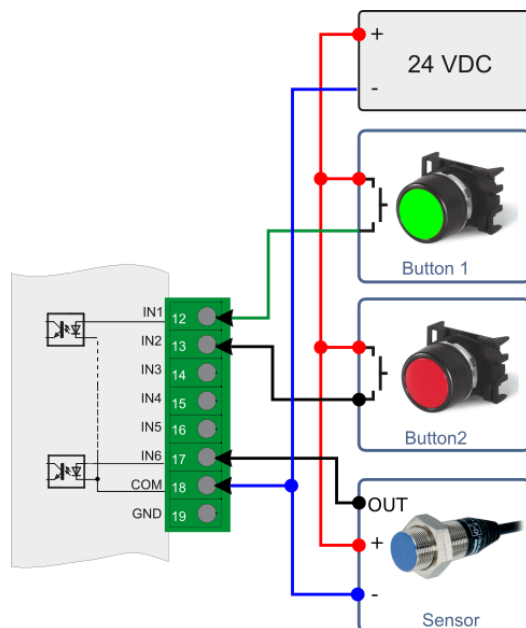 +
24 VDC
-
Button 1
IN1
12
IN2
13
IN3
14
IN4
15
IN5
16
IN6
17
COM
18
GND
19
Button2
OUT
+
-
Sensor